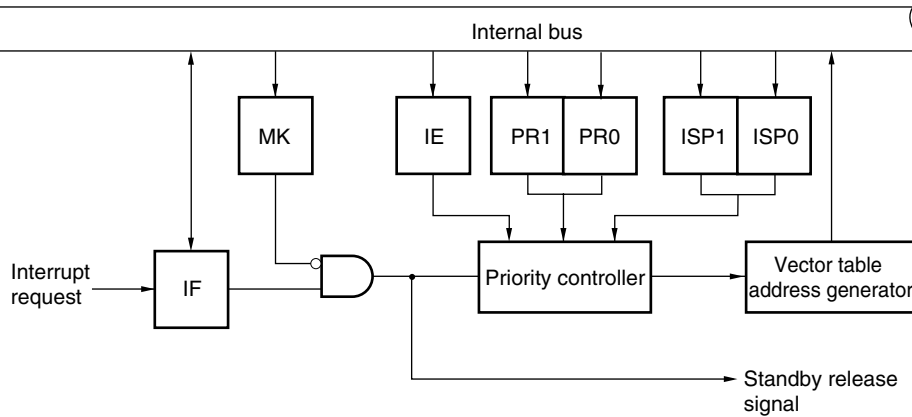 Internal bus
MK
IE
PR1
PR0
ISP1
ISP0
Interrupt
request
IF
Priority controller
Vector table
address generator
Standby release
signal